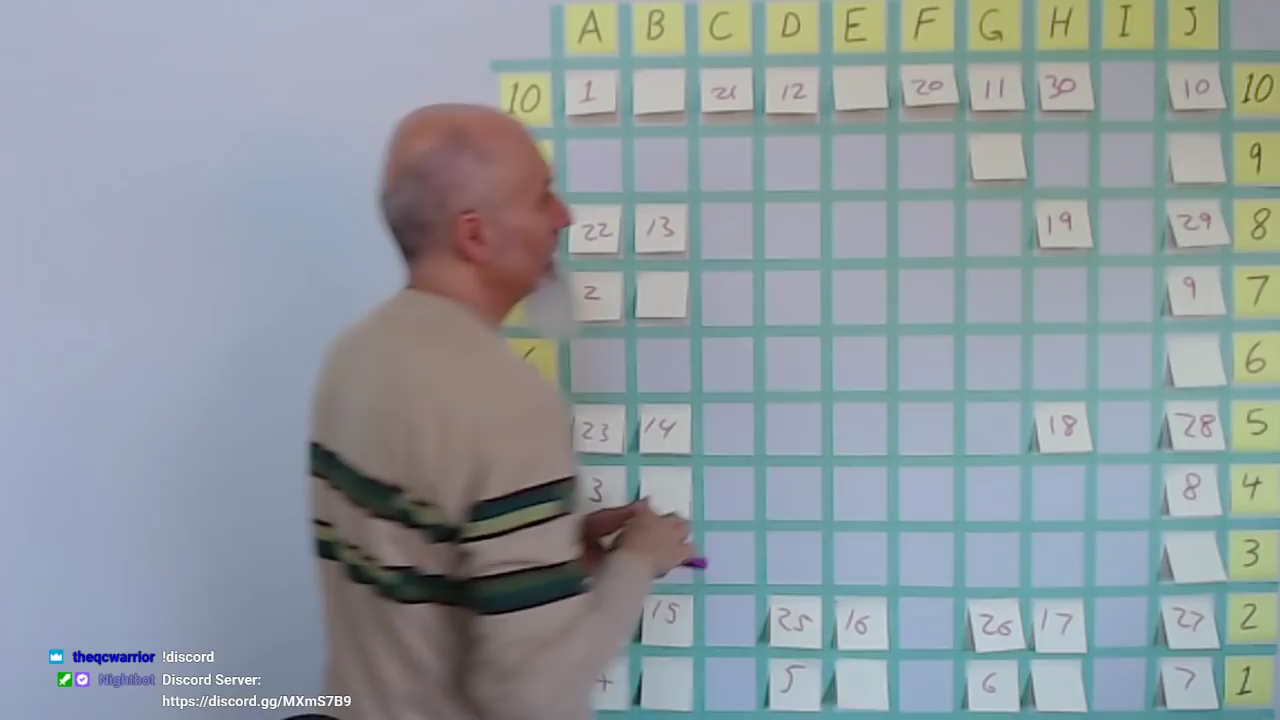 A B C D E F G H I J
10 1 21 12 20 11 30 10 10
9
22 13 19 29 8
2 9 7
6
23 14 18 28 5
3 8 4
3
15 25 16 26 17 27 2
5 6 7 1
theqcwarrior !discord
Nightbot Discord Server:
https://discord.gg/MXmS7B9